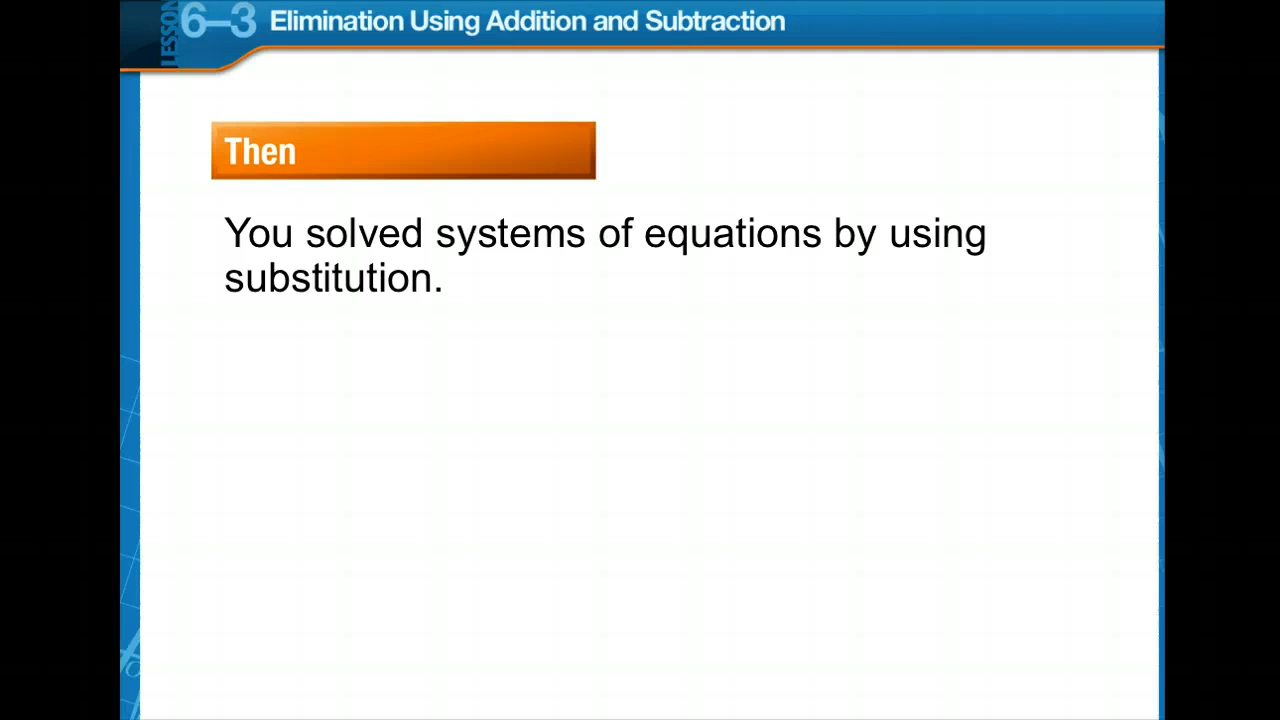 LESSON 6–3 Elimination Using Addition and Subtraction
Then
You solved systems of equations by using
substitution.